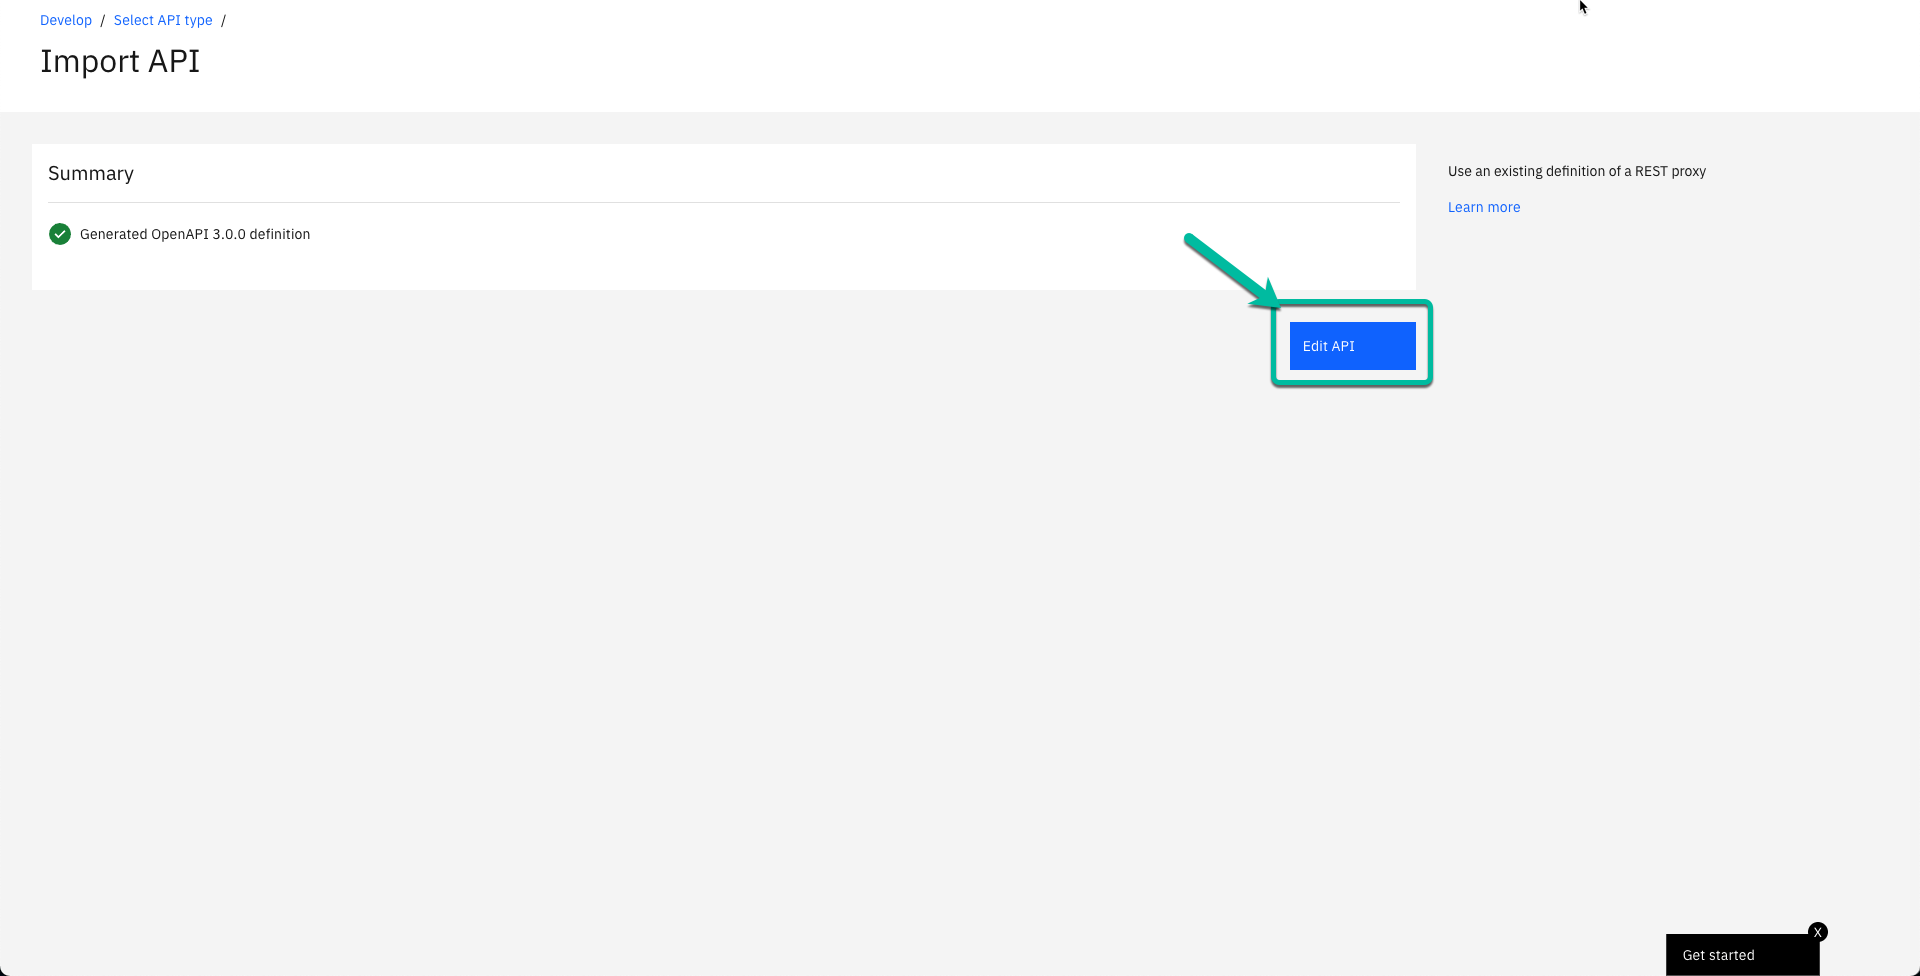 Develop / Select API type /
Import API
Summary
Generated OpenAPI 3.0.0 definition
Use an existing definition of a REST proxy
Learn more
Edit API
X
Get started